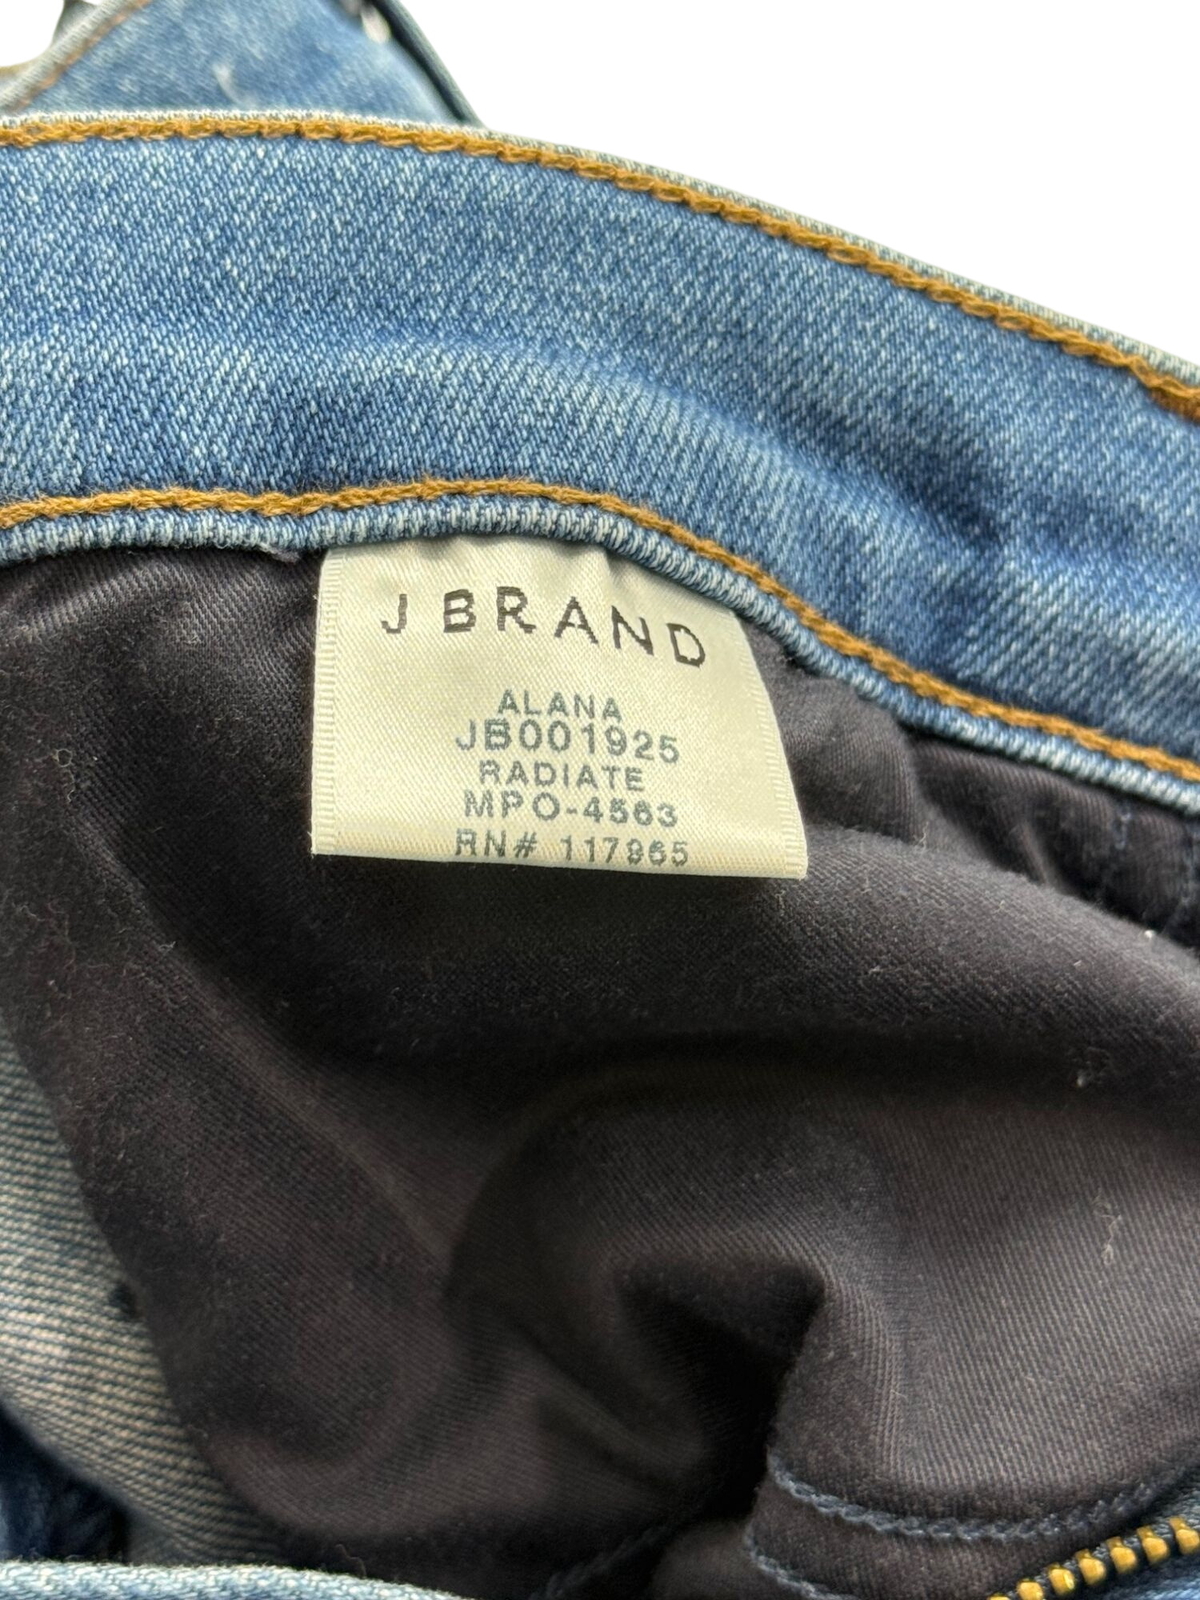 J BRAND
ALANA
JB001925
RADIATE
MPO-4563
RN# 117965